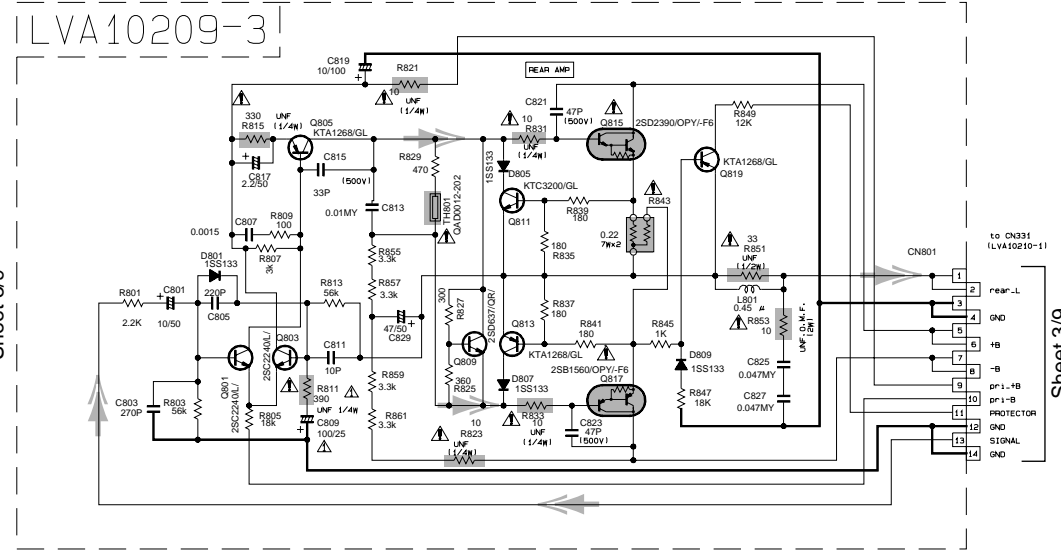 LVA10209-3
C819
10/100
R821
10
UNF
(1/4W)
REAR AMP
330
R815
UNF
(1/4W)
Q805
KTA1268/GL
C817
2.2/50
C815
33P
(500V)
R829
470
1SS133
D805
10
R831
UNF
(1/4W)
C821
47P
(500V)
Q815
2SD2390/OPY/-F6
R849
12K
KTA1268/GL
Q819
0.01MY
C813
TH801
QAD0012-202
KTC3200/GL
Q811
R839
180
R843
0.22
7Wx2
0.0015
C807
R809
100
R807
3k
R855
3.3k
180
R835
33
R851
UNF
(1/2W)
CN801
to CN331
(LVA10210-1)
D801
1SS133
220P
C805
R801
2.2K
C801
10/50
R813
56k
R857
3.3k
47/50
C829
300
R827
2SD637/QR/
Q813
R837
180
L801
0.45 μ
R853
10
UNF O.M.F.
(2W)
Q803
2SC2240/L/
C811
10P
Q809
KTA1268/GL
R841
180
R845
1K
D809
1SS133
C825
0.047MY
Q801
2SC2240/L/
R811
390
UNF 1/4W
C809
100/25
R859
3.3k
360
R825
D807
1SS133
2SB1560/OPY/-F6
Q817
R847
18K
C827
0.047MY
C803
270P
R803
56k
R805
18k
R861
3.3k
10
R823
UNF
(1/4W)
R833
10
UNF
(1/4W)
C823
47P
(500V)
1
2 rear_L
3
4 GND
5
6 +B
7
8 -B
9 pri_+B
10 pri-B
11 PROTECTOR
12 GND
13 SIGNAL
14 GND
Sheet 3/9